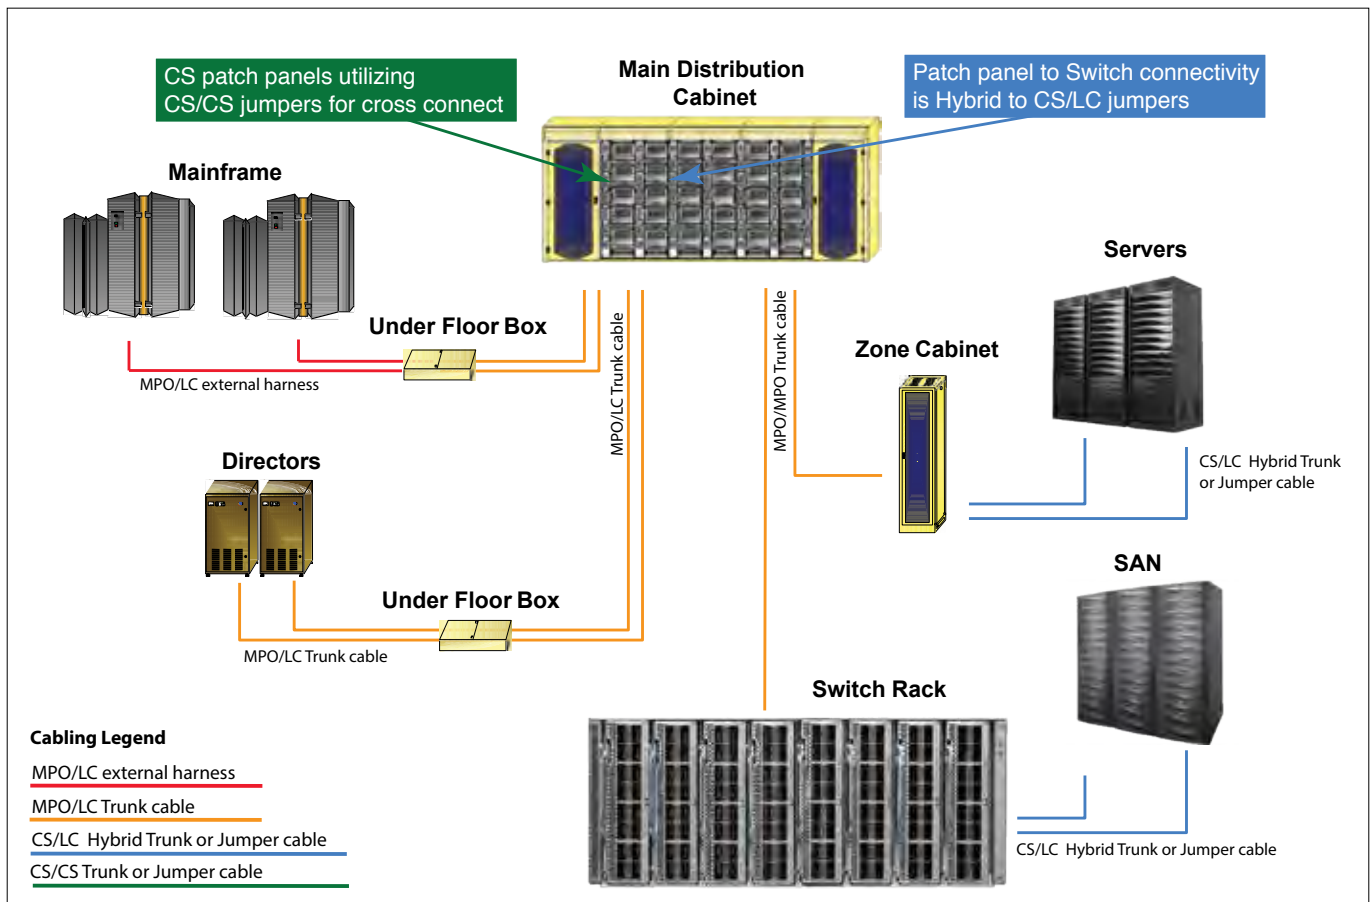 CS patch panels utilizing
CS/CS jumpers for cross connect
Main Distribution
Cabinet
Patch panel to Switch connectivity
is Hybrid to CS/LC jumpers
Mainframe
Servers
Under Floor Box
Zone Cabinet
MPO/LC external harness
MPO/LC Trunk cable
MPO/MPO Trunk cable
Directors
CS/LC Hybrid Trunk
or Jumper cable
SAN
Under Floor Box
MPO/LC Trunk cable
Switch Rack
Cabling Legend
MPO/LC external harness
MPO/LC Trunk cable
CS/LC Hybrid Trunk or Jumper cable
CS/CS Trunk or Jumper cable
CS/LC Hybrid Trunk or Jumper cable